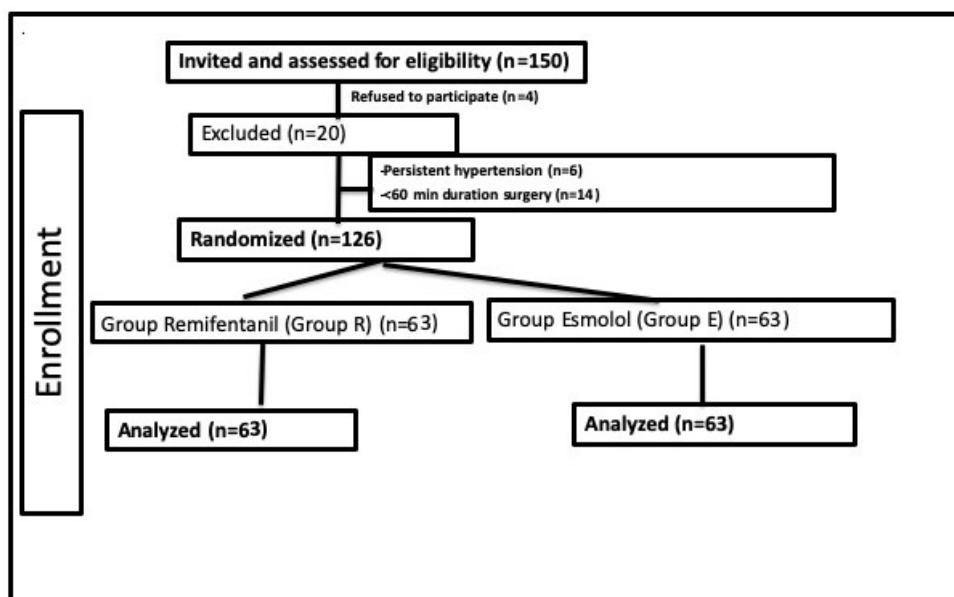 Invited and assessed for eligibility (n=150)
Refused to participate (n=4)
Excluded (n=20)
-Persistent hypertension (n=6)
-<60 min duration surgery (n=14)
Randomized (n=126)
Group Remifentanil (Group R) (n=63)
Group Esmolol (Group E) (n=63)
Analyzed (n=63)
Analyzed (n=63)
Enrollment